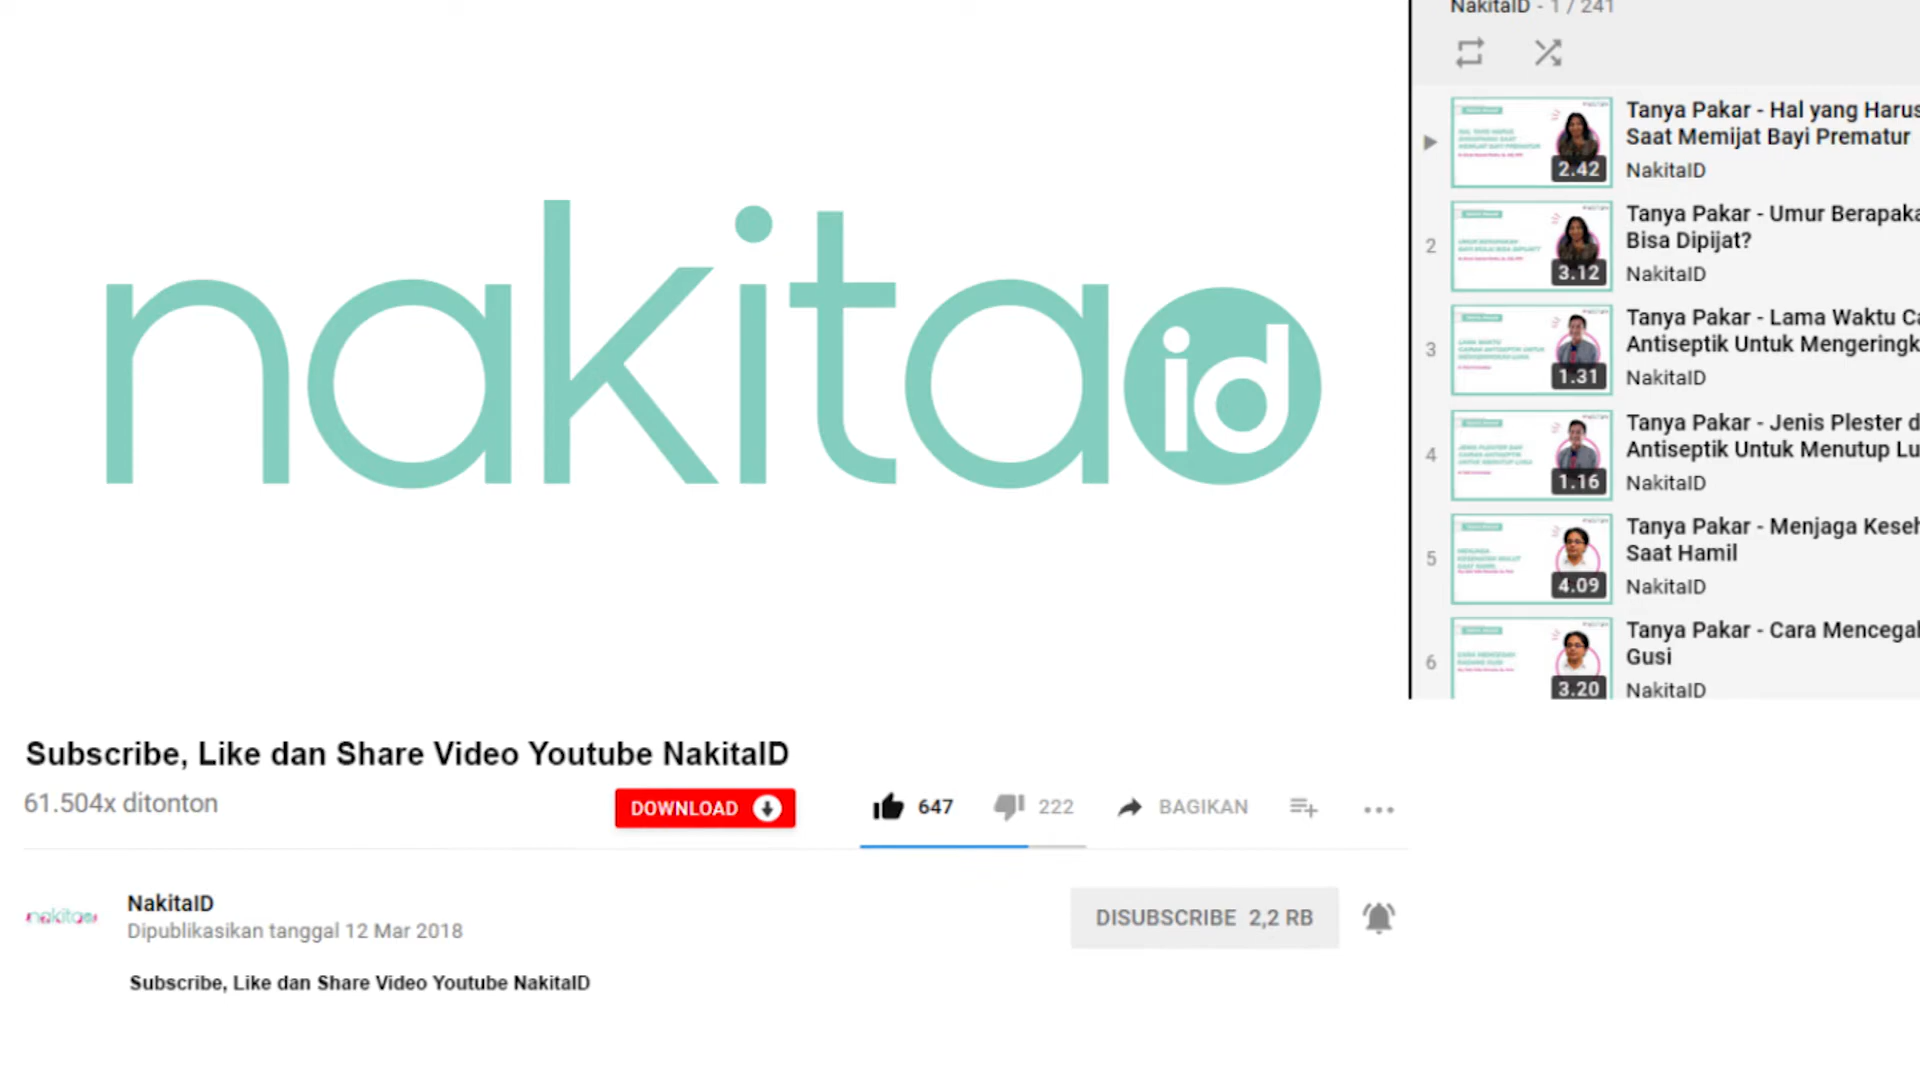 nakita id
NakitaID - 1 / 241
Tanya Pakar - Hal yang Harus
Saat Memijat Bayi Prematur
NakitaID
2.42
2
Tanya Pakar - Umur Berapaka
Bisa Dipijat?
NakitaID
3.12
3
Tanya Pakar - Lama Waktu Ca
Antiseptik Untuk Mengeringk
NakitaID
1.31
4
Tanya Pakar - Jenis Plester d
Antiseptik Untuk Menutup Lu
NakitaID
1.16
5
Tanya Pakar - Menjaga Keseh
Saat Hamil
NakitaID
4.09
6
Tanya Pakar - Cara Mencegah
Gusi
NakitaID
3.20
Subscribe, Like dan Share Video Youtube NakitaID
61.504x ditonton
DOWNLOAD
647
222
BAGIKAN
nakita id
NakitaID
Dipublikasikan tanggal 12 Mar 2018
DISUBSCRIBE 2,2 RB
Subscribe, Like dan Share Video Youtube NakitaID